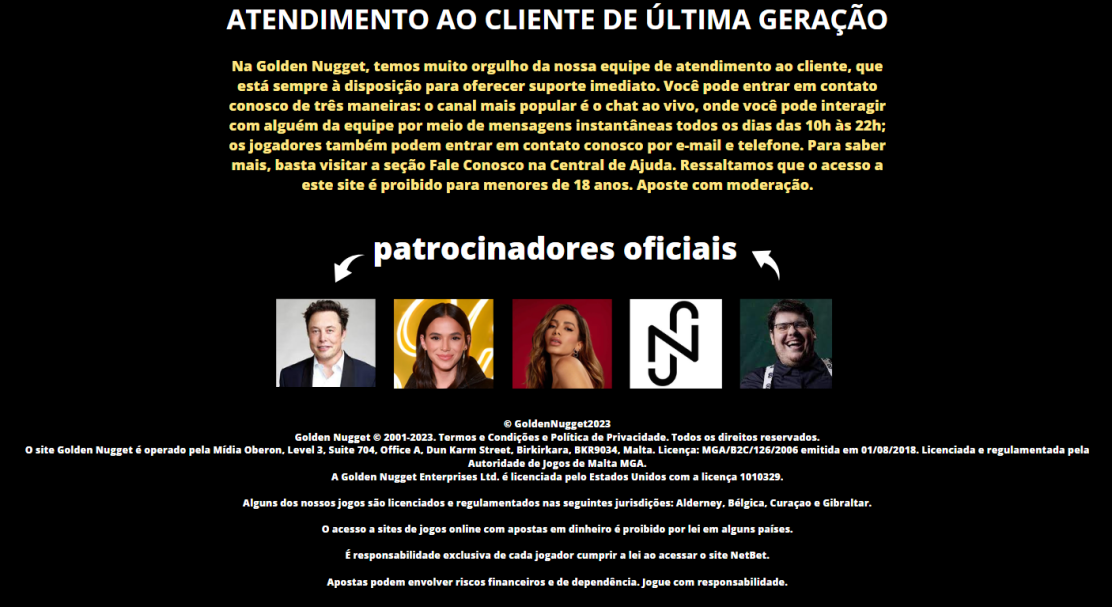 ATENDIMENTO AO CLIENTE DE ÚLTIMA GERAÇÃO
Na Golden Nugget, temos muito orgulho da nossa equipe de atendimento ao cliente, que
está sempre à disposição para oferecer suporte imediato. Você pode entrar em contato
conosco de três maneiras: o canal mais popular é o chat ao vivo, onde você pode interagir
com alguém da equipe por meio de mensagens instantâneas todos os dias das 10h às 22h;
os jogadores também podem entrar em contato conosco por e-mail e telefone. Para saber
mais, basta visitar a seção Fale Conosco na Central de Ajuda. Ressaltamos que o acesso a
este site é proibido para menores de 18 anos. Aposte com moderação.
patrocinadores oficiais
© GoldenNugget2023
Golden Nugget © 2001-2023. Termos e Condições e Política de Privacidade. Todos os direitos reservados.
O site Golden Nugget é operado pela Mídia Oberon, Level 3, Suite 704, Office A, Dun Karm Street, Birkirkara, BKR9034, Malta. Licença: MGA/B2C/126/2006 emitida em 01/08/2018. Licenciada e regulamentada pela
Autoridade de Jogos de Malta MGA.
A Golden Nugget Enterprises Ltd. é licenciada pelo Estados Unidos com a licença 1010329.
Alguns dos nossos jogos são licenciados e regulamentados nas seguintes jurisdições: Alderney, Bélgica, Curaçao e Gibraltar.
O acesso a sites de jogos online com apostas em dinheiro é proibido por lei em alguns países.
É responsabilidade exclusiva de cada jogador cumprir a lei ao acessar o site NetBet.
Apostas podem envolver riscos financeiros e de dependência. Jogue com responsabilidade.